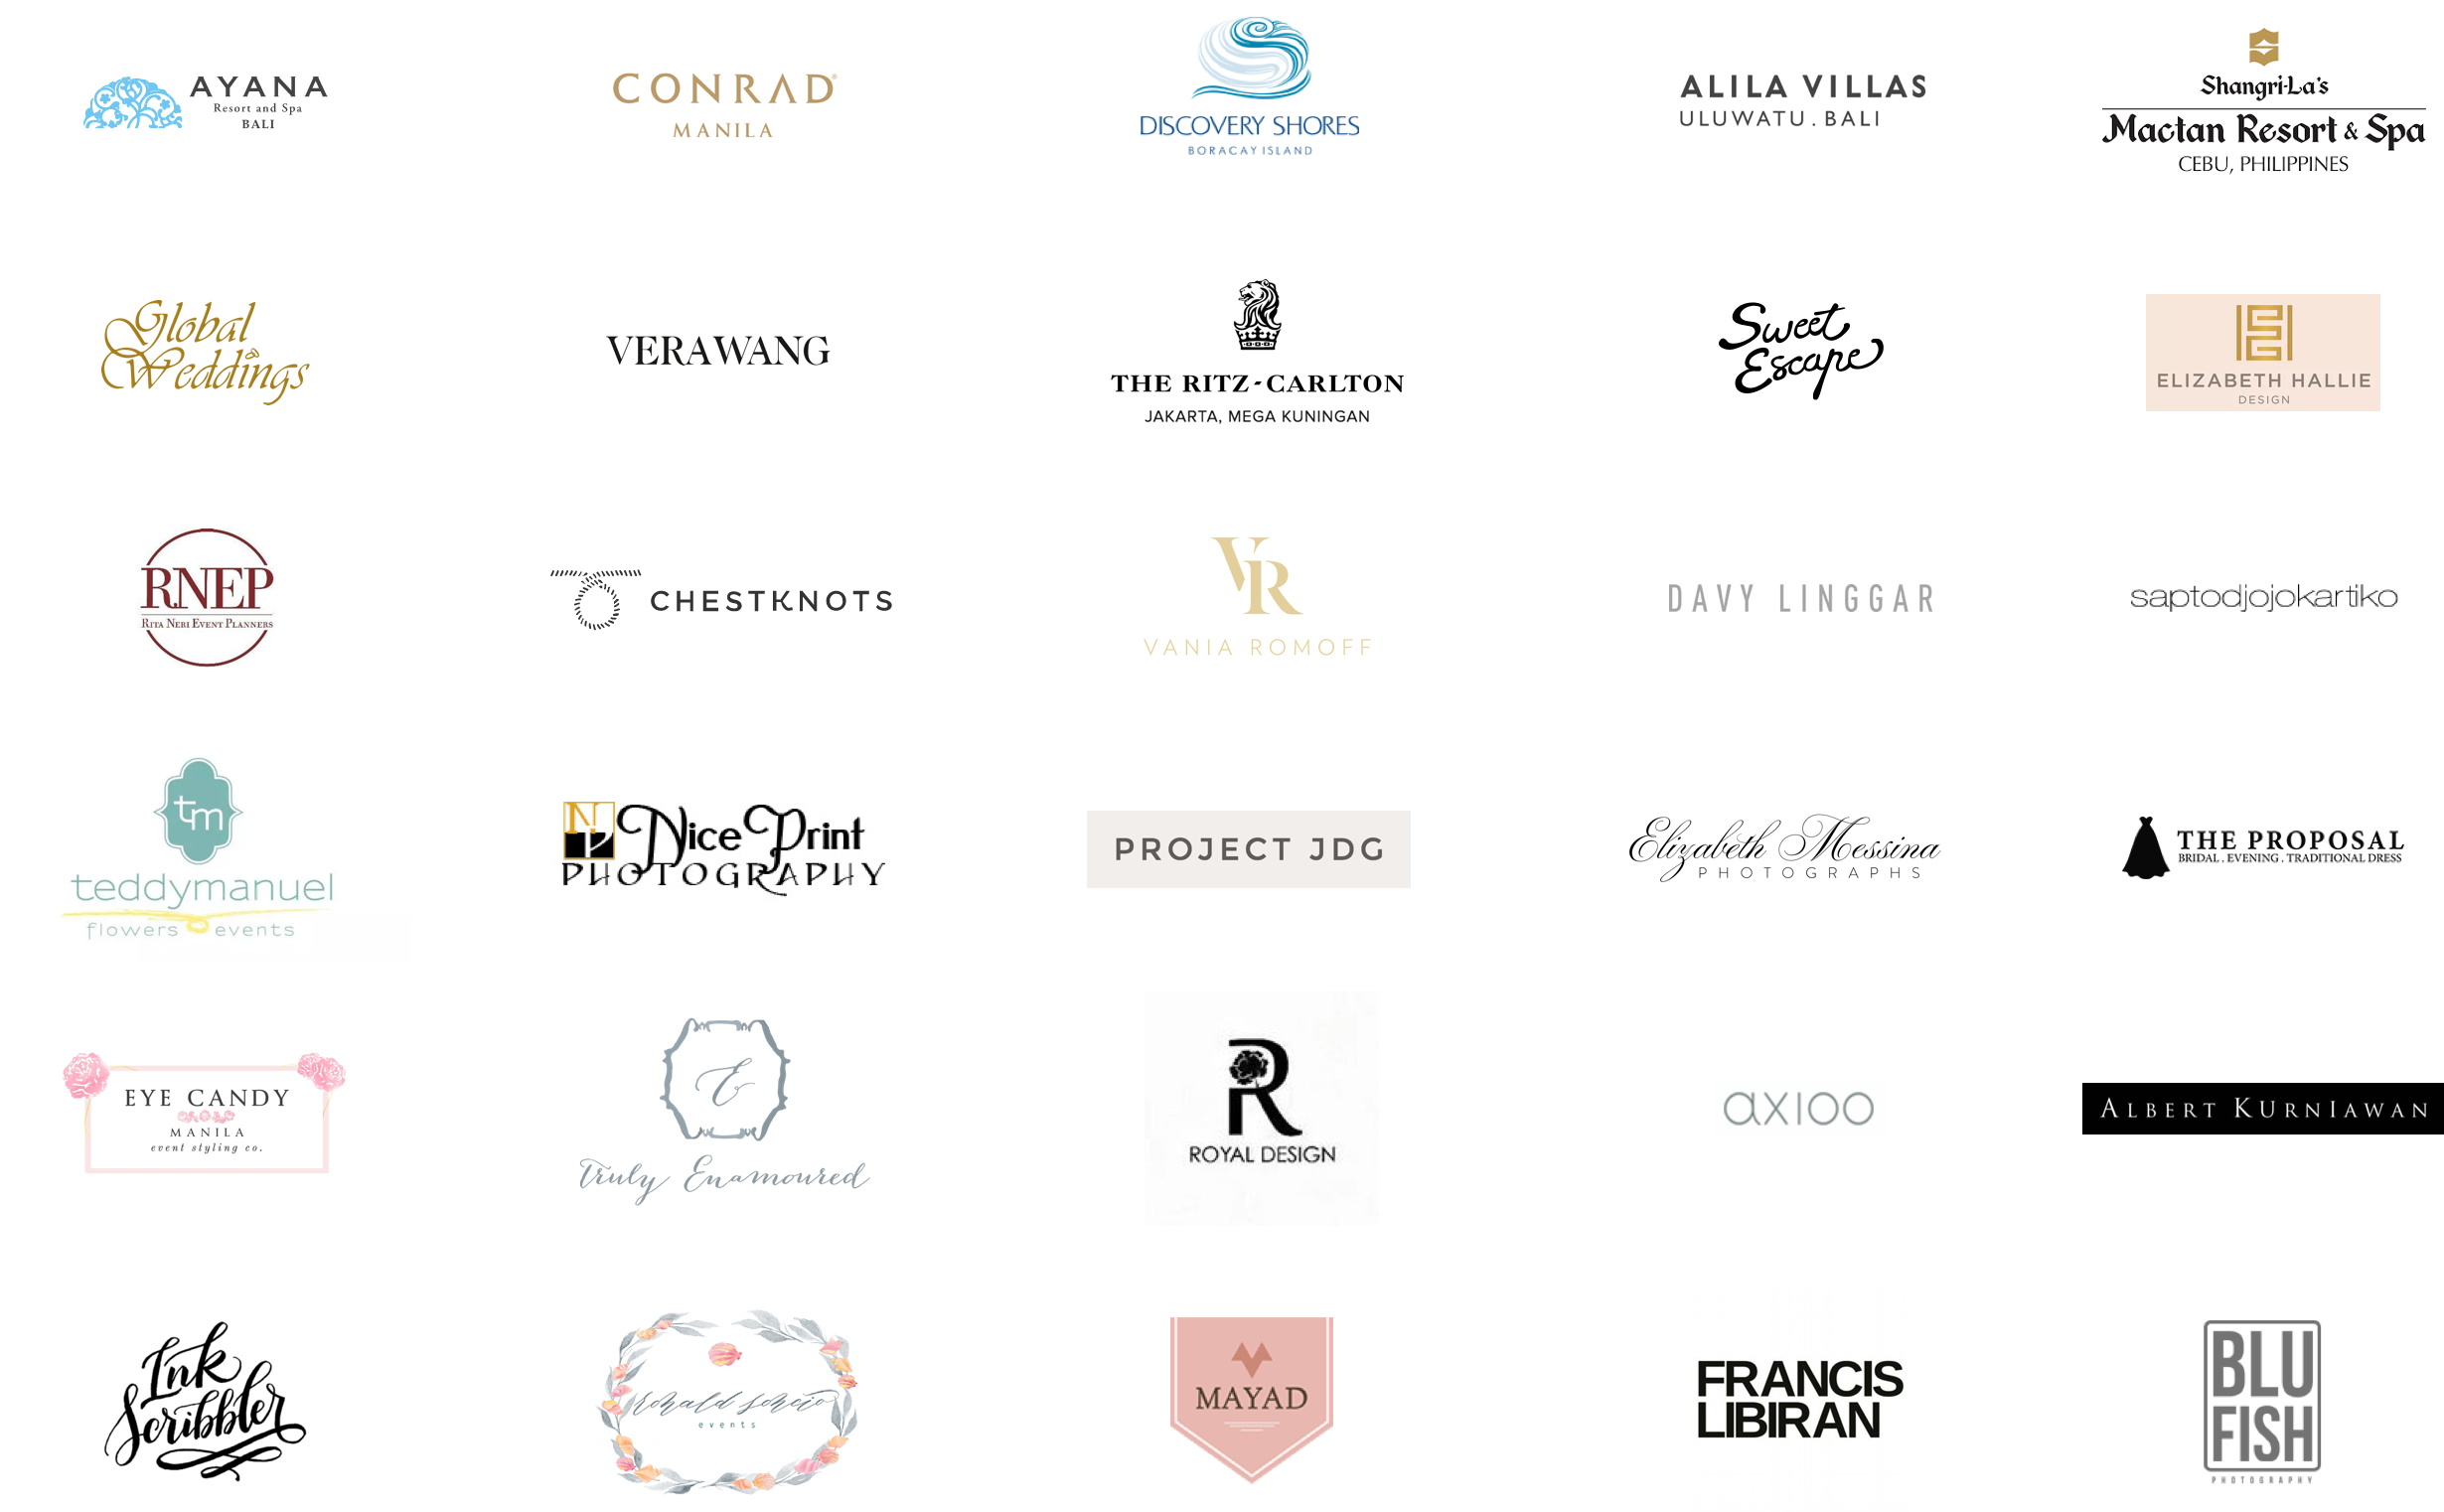 AYANA
Resort and Spa
BALI
CONRAD®
MANILA
DISCOVERY SHORES
BORACAY ISLAND
ALILA VILLAS
ULUWATU . BALI
Shangri-La's
Mactan Resort & Spa
CEBU, PHILIPPINES
Global
Weddings
VERAWANG
THE RITZ-CARLTON
JAKARTA, MEGA KUNINGAN
Sweet
Escape
ELIZABETH HALLIE
DESIGN
RNEP
RITA NERI EVENT PLANNERS
CHESTKNOTS
VR
VANIA ROMOFF
DAVY LINGGAR
saptodjojokartiko
tm
teddymanuel
flowers events
NP
Nice Print
PHOTOGRAPHY
PROJECT JDG
Elizabeth Messina
PHOTOGRAPHS
THE PROPOSAL
BRIDAL . EVENING . TRADITIONAL DRESS
EYE CANDY
MANILA
event styling co.
E
Truly Enamoured
R
ROYAL DESIGN
axioo
ALBERT KURNIAWAN
Ink
Scribbler
ronald
events
MAYAD
FRANCIS
LIBIRAN
BLU
FISH
PHOTOGRAPHY